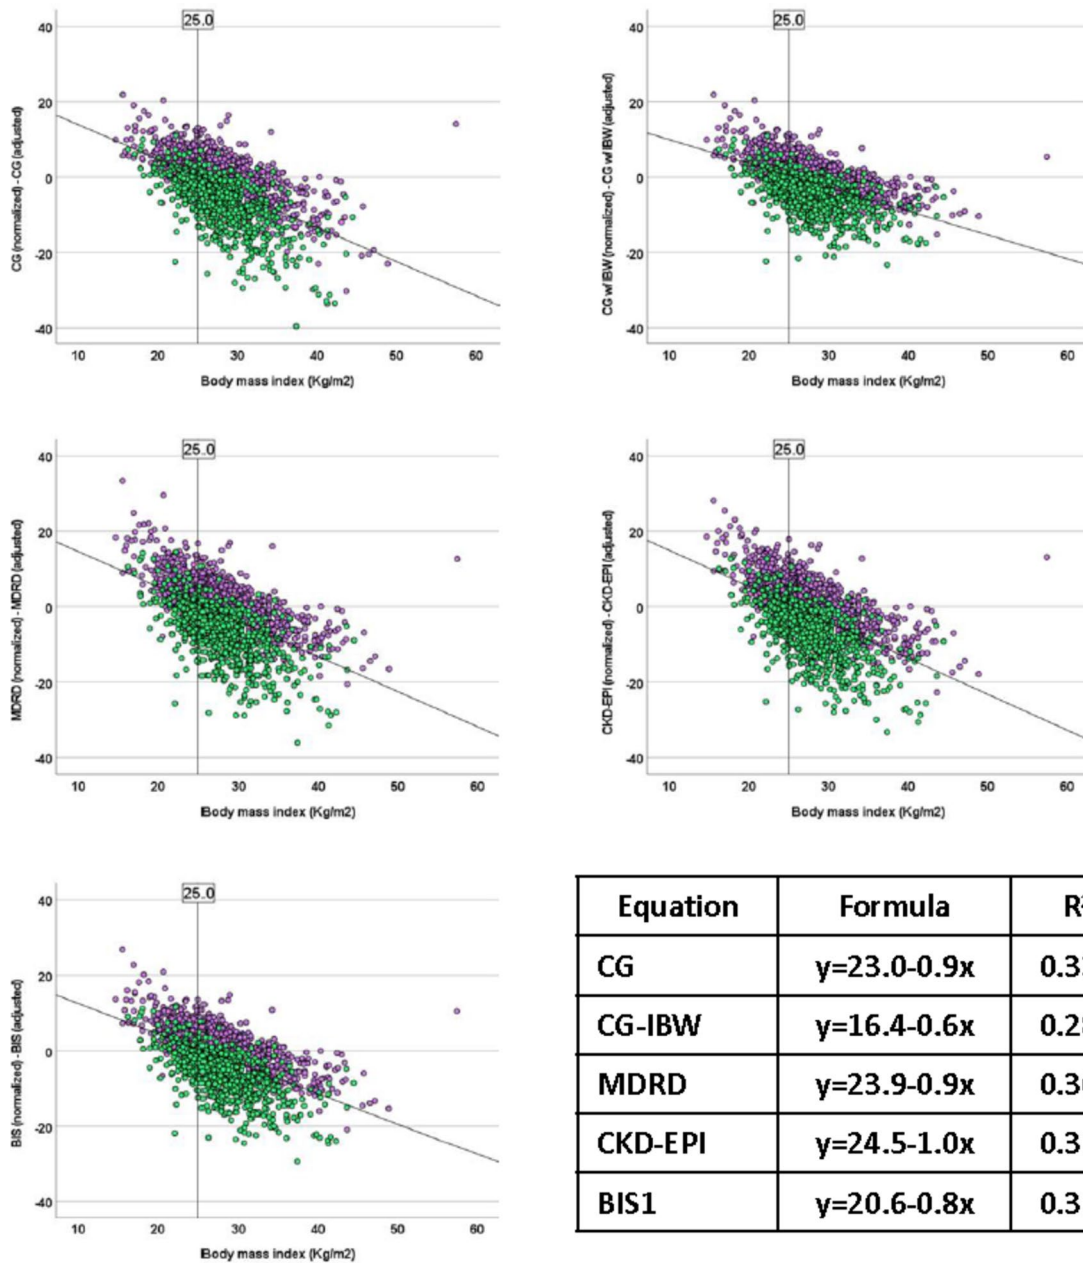 25.0
40
20
0
-20
-40
CG (normalized) - CG (adjusted)
10 20 30 40 50 60
Body mass index (Kg/m2)
25.0
40
20
0
-20
-40
CG w/ IBW (normalized) - CG w/ IBW (adjusted)
10 20 30 40 50 60
Body mass index (Kg/m2)
25.0
40
20
0
-20
-40
MDRD (normalized) - MDRD (adjusted)
10 20 30 40 50 60
Body mass index (Kg/m2)
25.0
40
20
0
-20
-40
CKD-EPI (normalized) - CKD-EPI (adjusted)
10 20 30 40 50 60
Body mass index (Kg/m2)
25.0
40
20
0
-20
-40
BIS (normalized) - BIS (adjusted)
10 20 30 40 50 60
Body mass index (Kg/m2)
Equation Formula
CG y=23.0-0.9x
CG-IBW y=16.4-0.6x
MDRD y=23.9-0.9x
CKD-EPI y=24.5-1.0x
BIS1 y=20.6-0.8x